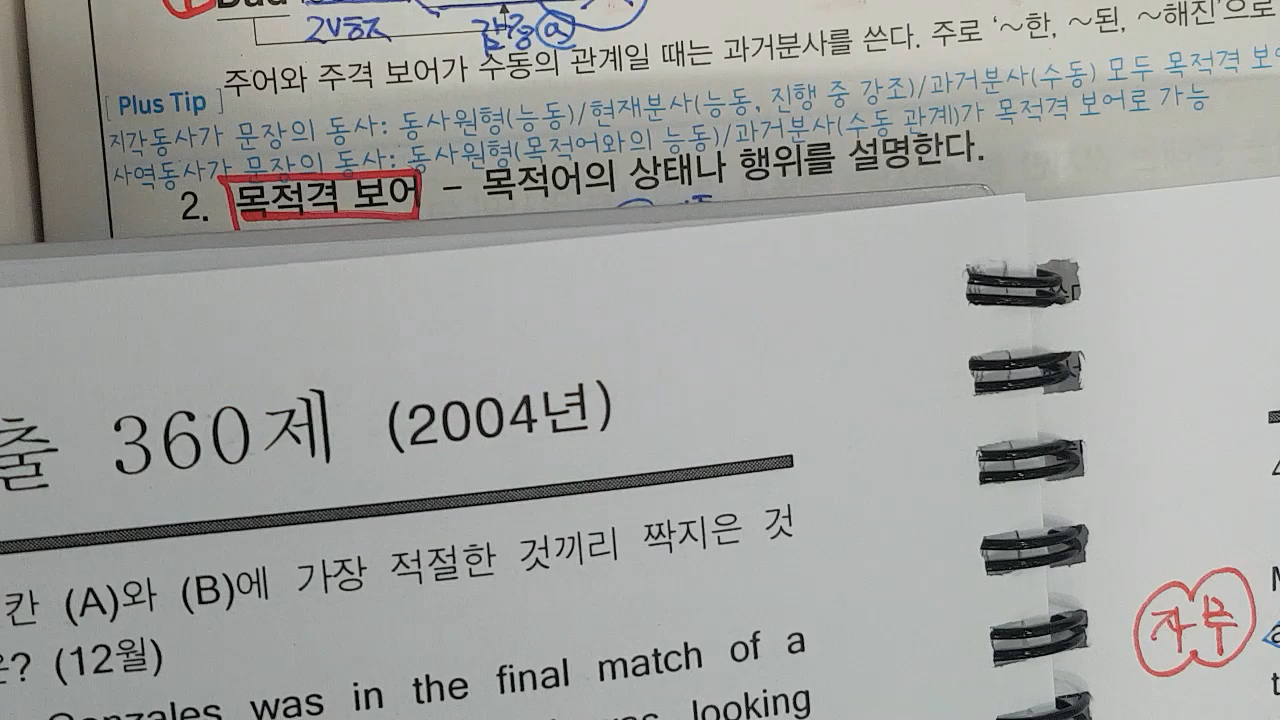 주어와 주격 보어가 수동의 관계일 때는 과거분사를 쓴다. 주로 '~한, ~된, ~해진'으로
[ Plus Tip ]
지각동사가 문장의 동사: 동사원형(능동)/현재분사(능동, 진행 중 강조)/과거분사(수동) 모두 목적격
사역동사가 문장의 동사: 동사원형(목적어와의 능동)/과거분사(수동 관계)가 목적격 보어로 가능
2. 목적격 보어 – 목적어의 상태나 행위를 설명한다.
출 360제 (2004년)
칸 (A)와 (B)에 가장 적절한 것끼리 짝지은 것
? (12월)
Gonzales was in the final match of a
looking